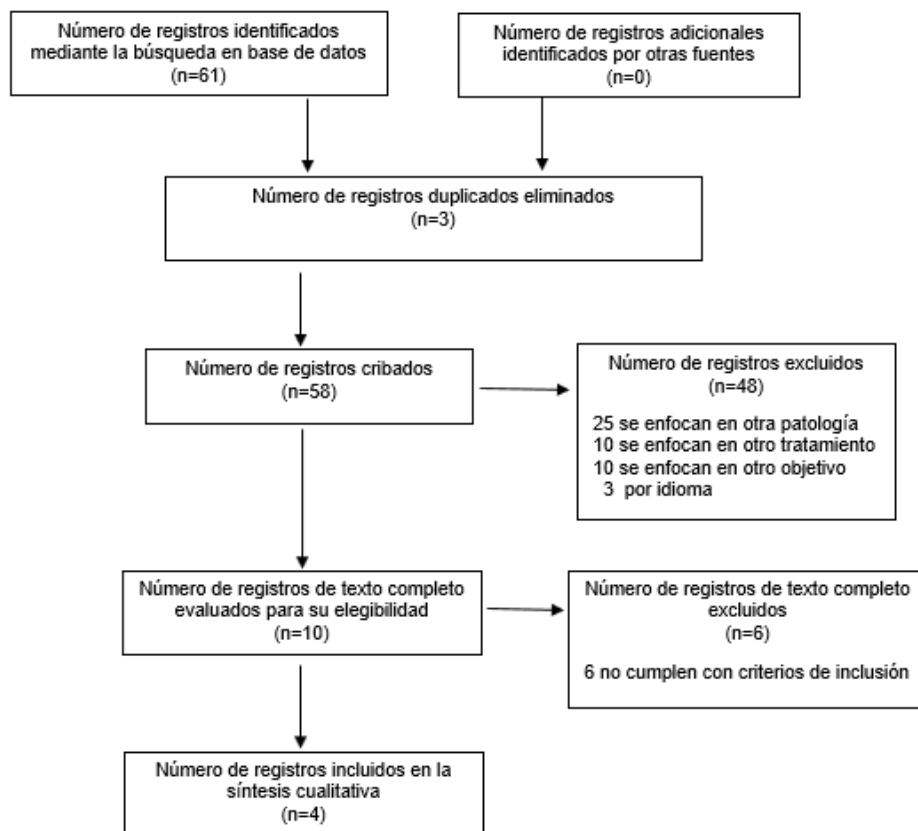 Número de registros identificados
mediante la búsqueda en base de datos
(n=61)
Número de registros adicionales
identificados por otras fuentes
(n=0)
Número de registros duplicados eliminados
(n=3)
Número de registros cribados
(n=58)
Número de registros excluidos
(n=48)
25 se enfocan en otra patología
10 se enfocan en otro tratamiento
10 se enfocan en otro objetivo
3 por idioma
Número de registros de texto completo
evaluados para su elegibilidad
(n=10)
Número de registros de texto completo
excluidos
(n=6)
6 no cumplen con criterios de inclusión
Número de registros incluidos en la
síntesis cualitativa
(n=4)